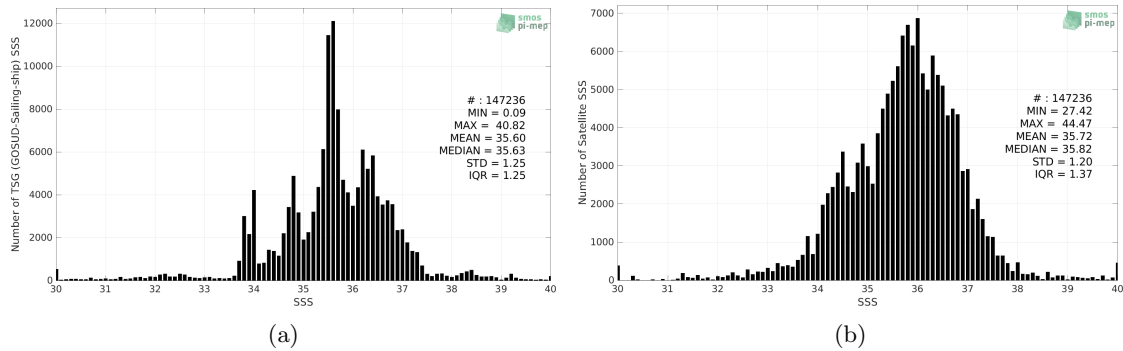 Number of TSG (GOSUD-Sailing-ship) SSS
12000
10000
8000
6000
4000
2000
0
30 31 32 33 34 35 36 37 38 39 40
SSS
smos
pi-mep
# : 147236
MIN = 0.09
MAX = 40.82
MEAN = 35.60
MEDIAN = 35.63
STD = 1.25
IQR = 1.25
(a)
Number of Satellite SSS
7000
6000
5000
4000
3000
2000
1000
0
30 31 32 33 34 35 36 37 38 39 40
SSS
smos
pi-mep
# : 147236
MIN = 27.42
MAX = 44.47
MEAN = 35.72
MEDIAN = 35.82
STD = 1.20
IQR = 1.37
(b)